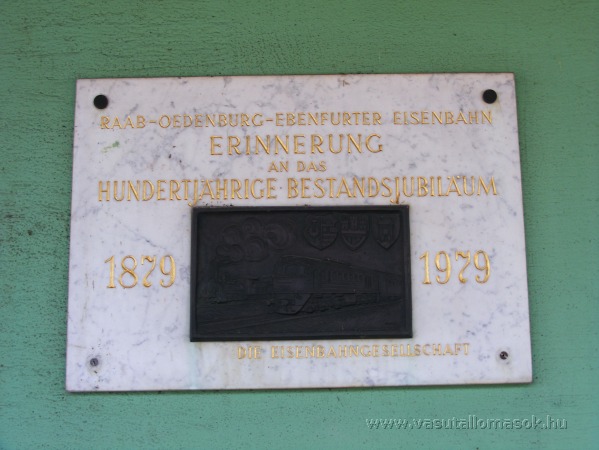 RAAB-OEDENBURG-EBENFURTER EISENBAHN
ERINNERUNG
AN DAS
HUNDERTJÄHRIGE BESTANDSJUBILÄUM
1879 1979
DIE EISENBAHNGESELLSCHAFT
© www.vasutallomasok.hu